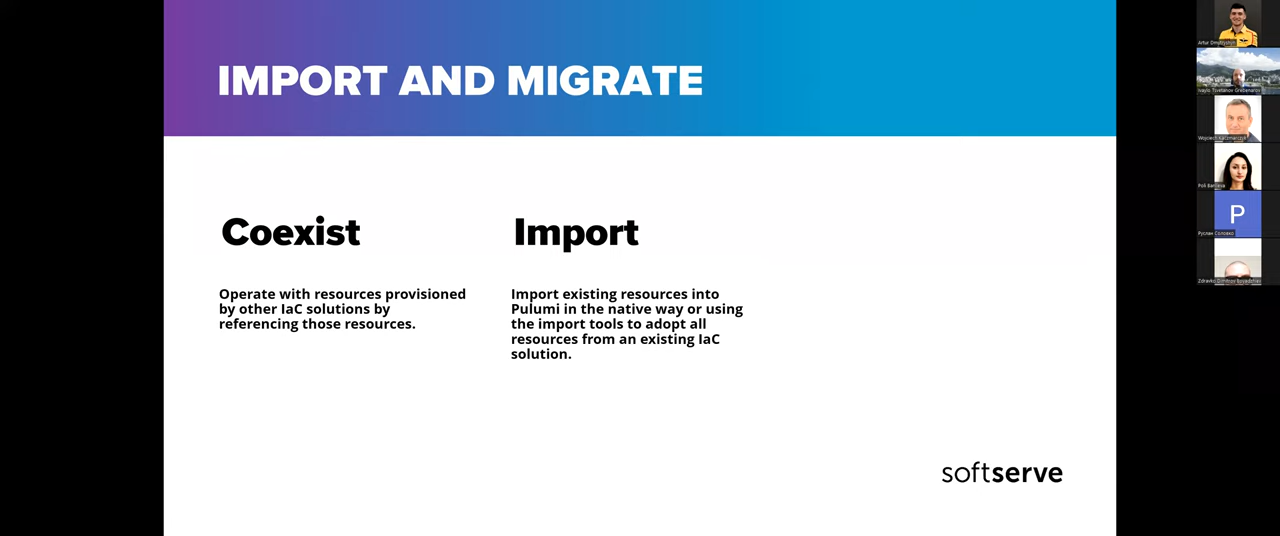 IMPORT AND MIGRATE
Coexist
Operate with resources provisioned
by other IaC solutions by
referencing those resources.
Import
Import existing resources into
Pulumi in the native way or using
the import tools to adopt all
resources from an existing IaC
solution.
softserve
Artur Dmytryshyn
Ivaylo Tsvetanov Grebenarov
Wojciech Kaczmarczyk
Poli
P
Руслан Соловко
Zdravko Dimitrov